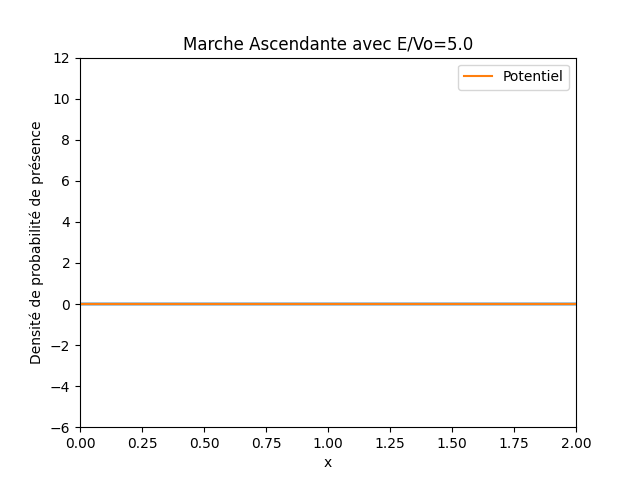 Marche Ascendante avec E/Vo=5.0
Potentiel
Densité de probabilité de présence
12
10
8
6
4
2
0
−2
−4
−6
0.00 0.25 0.50 0.75 1.00 1.25 1.50 1.75 2.00
x